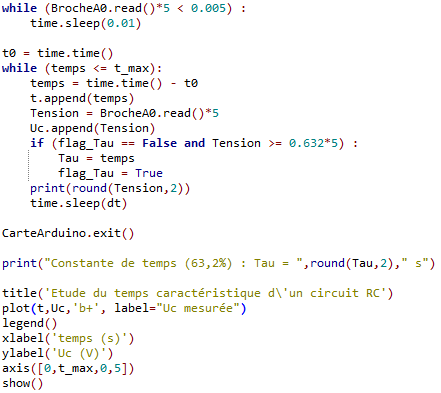 while (BrocheA0.read()*5 < 0.005) :
    time.sleep(0.01)

t0 = time.time()
while (temps <= t_max):
    temps = time.time() - t0
    t.append(temps)
    Tension = BrocheA0.read()*5
    Uc.append(Tension)
    if (flag_Tau == False and Tension >= 0.632*5) :
        Tau = temps
        flag_Tau = True
    print(round(Tension,2))
    time.sleep(dt)

CarteArduino.exit()

print("Constante de temps (63,2%) : Tau = ",round(Tau,2)," s")

title('Etude du temps caractéristique d\'un circuit RC')
plot(t,Uc,'b+', label="Uc mesurée")
legend()
xlabel('temps (s)')
ylabel('Uc (V)')
axis([0,t_max,0,5])
show()